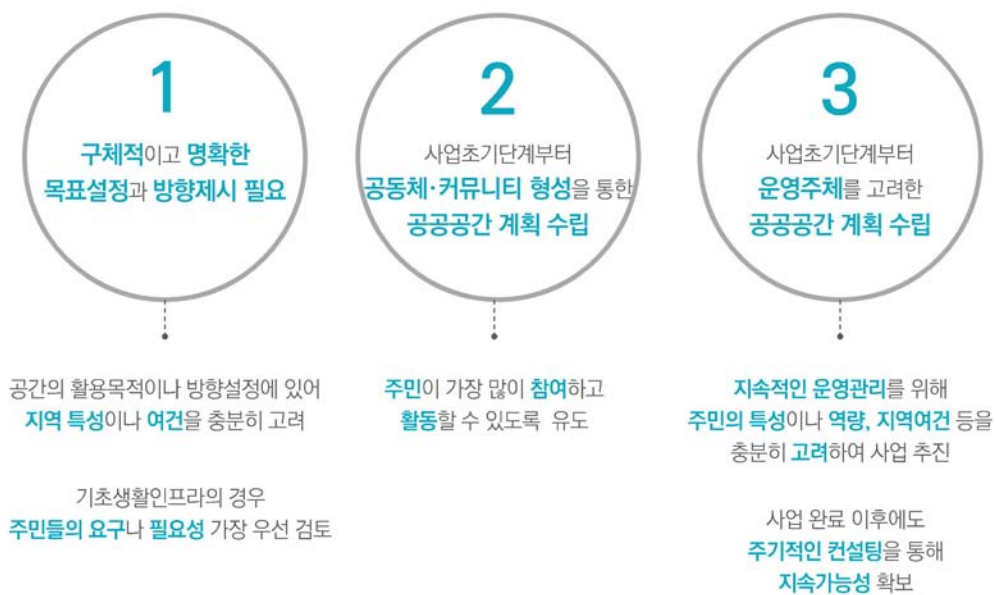 1
구체적이고 명확한
목표설정과 방향제시 필요
공간의 활용목적이나 방향설정에 있어
지역 특성이나 여건을 충분히 고려
기초생활인프라의 경우
주민들의 요구나 필요성 가장 우선 검토
2
사업초기단계부터
공동체·커뮤니티 형성을 통한
공공공간 계획 수립
주민이 가장 많이 참여하고
활동할 수 있도록 유도
3
사업초기단계부터
운영주체를 고려한
공공공간 계획 수립
지속적인 운영관리를 위해
주민의 특성이나 역량, 지역여건 등을
충분히 고려하여 사업 추진
사업 완료 이후에도
주기적인 컨설팅을 통해
지속가능성 확보